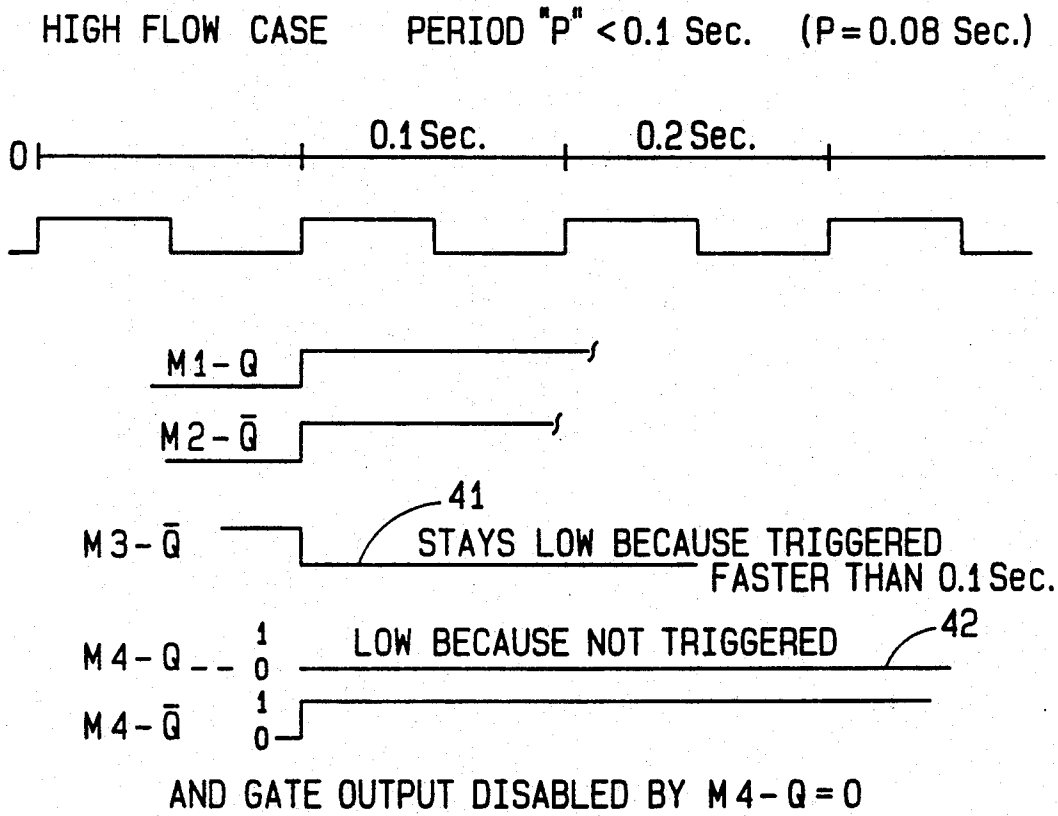 HIGH FLOW CASE PERIOD "P" < 0.1 Sec. (P = 0.08 Sec.)
0 0.1 Sec. 0.2 Sec.
M1-Q
M2-Q̅
41
M3-Q̅ STAYS LOW BECAUSE TRIGGERED
FASTER THAN 0.1 Sec.
42
1
M4-Q -- 0 LOW BECAUSE NOT TRIGGERED
1
M4-Q̅ 0
AND GATE OUTPUT DISABLED BY M4-Q=0